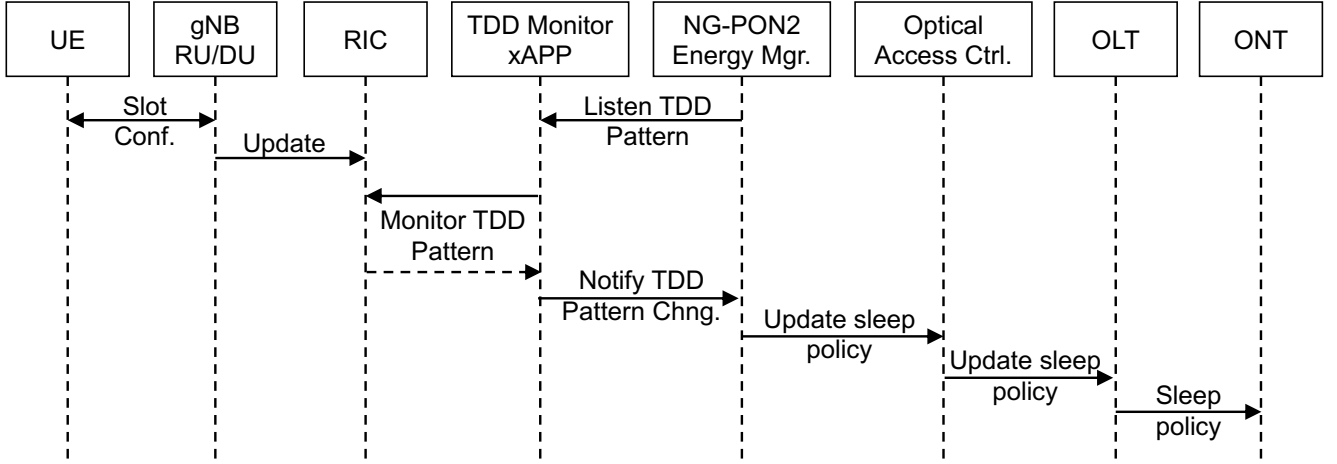 UE
gNB
RU/DU
RIC
TDD Monitor
xAPP
NG-PON2
Energy Mgr.
Optical
Access Ctrl.
OLT
ONT
Slot
Conf.
Listen TDD
Pattern
Update
Monitor TDD
Pattern
Notify TDD
Pattern Chng.
Update sleep
policy
Update sleep
policy
Sleep
policy